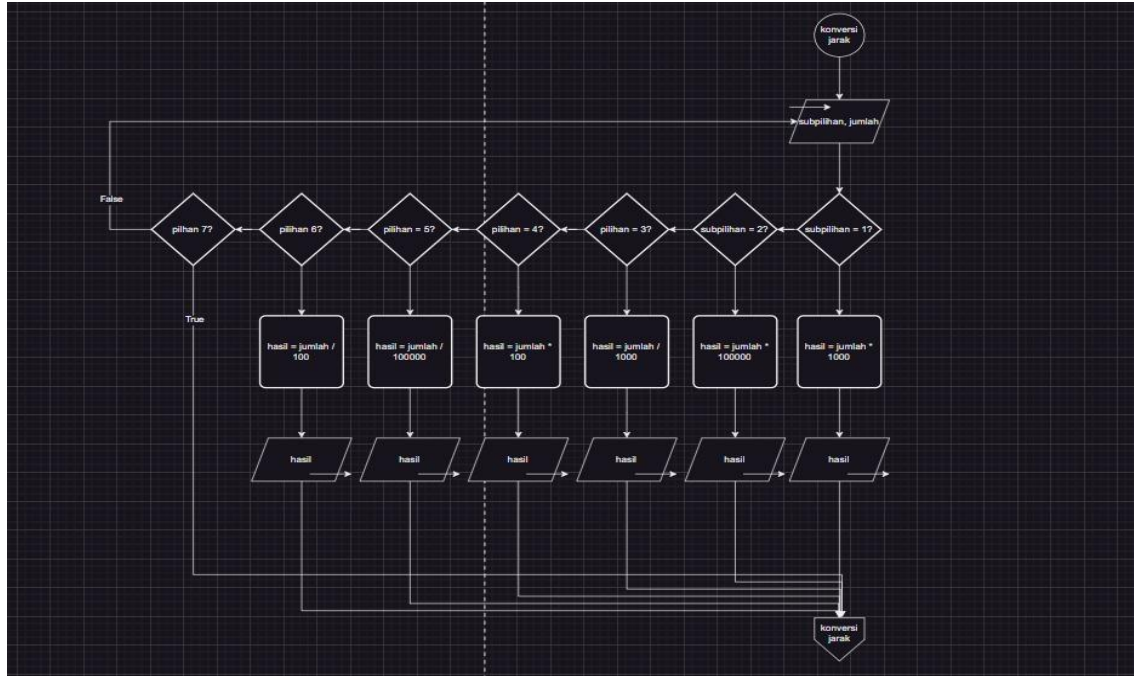 konversi
jarak
subpilihan, jumlah
False
pilhan 7?
pilihan 6?
pilihan = 5?
pilihan = 4?
pilihan = 3?
subpilihan = 2?
subpilihan = 1?
True
hasil = jumlah /
100
hasil = jumlah /
100000
hasil = jumlah *
100
hasil = jumlah /
1000
hasil = jumlah *
100000
hasil = jumlah *
1000
hasil
hasil
hasil
hasil
hasil
hasil
konversi
jarak